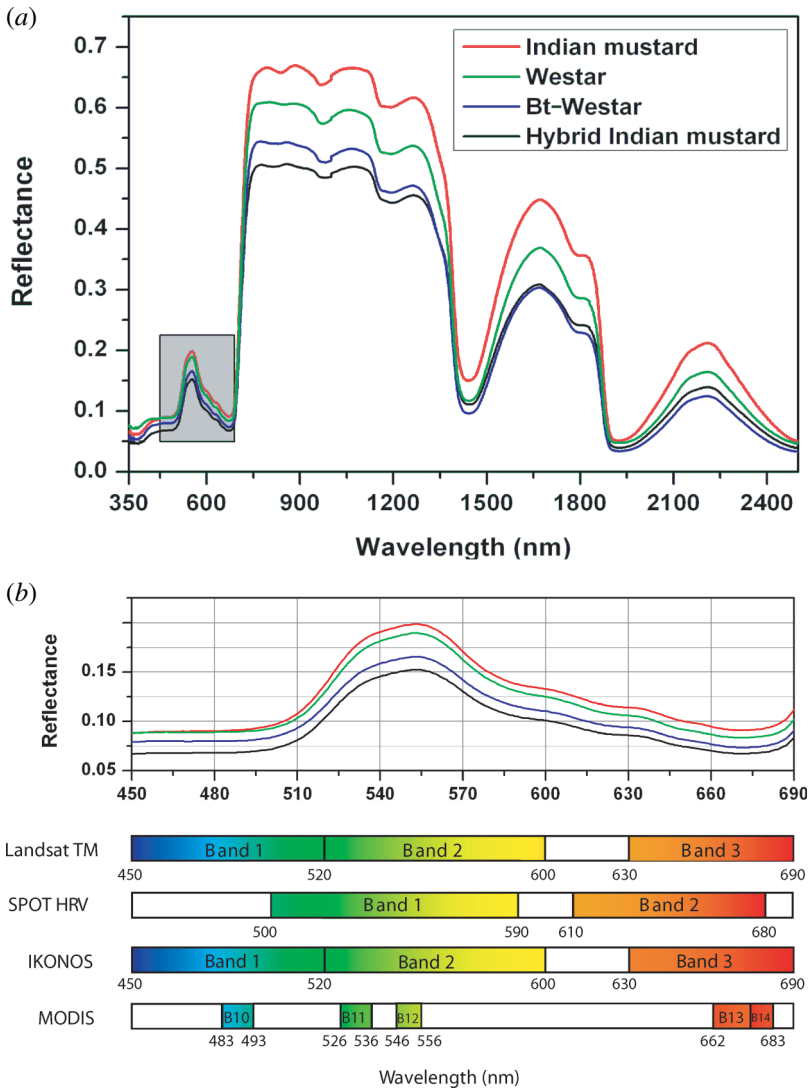 (a)
0.7
0.6
0.5
0.4
0.3
0.2
0.1
0.0
Reflectance
Indian mustard
Westar
Bt–Westar
Hybrid Indian mustard
350 600 900 1200 1500 1800 2100 2400
Wavelength (nm)
(b)
Reflectance
0.15
0.10
0.05
450 480 510 540 570 600 630 660 690
Landsat TM Band 1 Band 2 Band 3
450 520 600 630 690
SPOT HRV Band 1 Band 2
500 590 610 680
IKONOS Band 1 Band 2 Band 3
450 520 600 630 690
MODIS B10 B11 B12 B13 B14
483 493 526 536 546 556 662 683
Wavelength (nm)